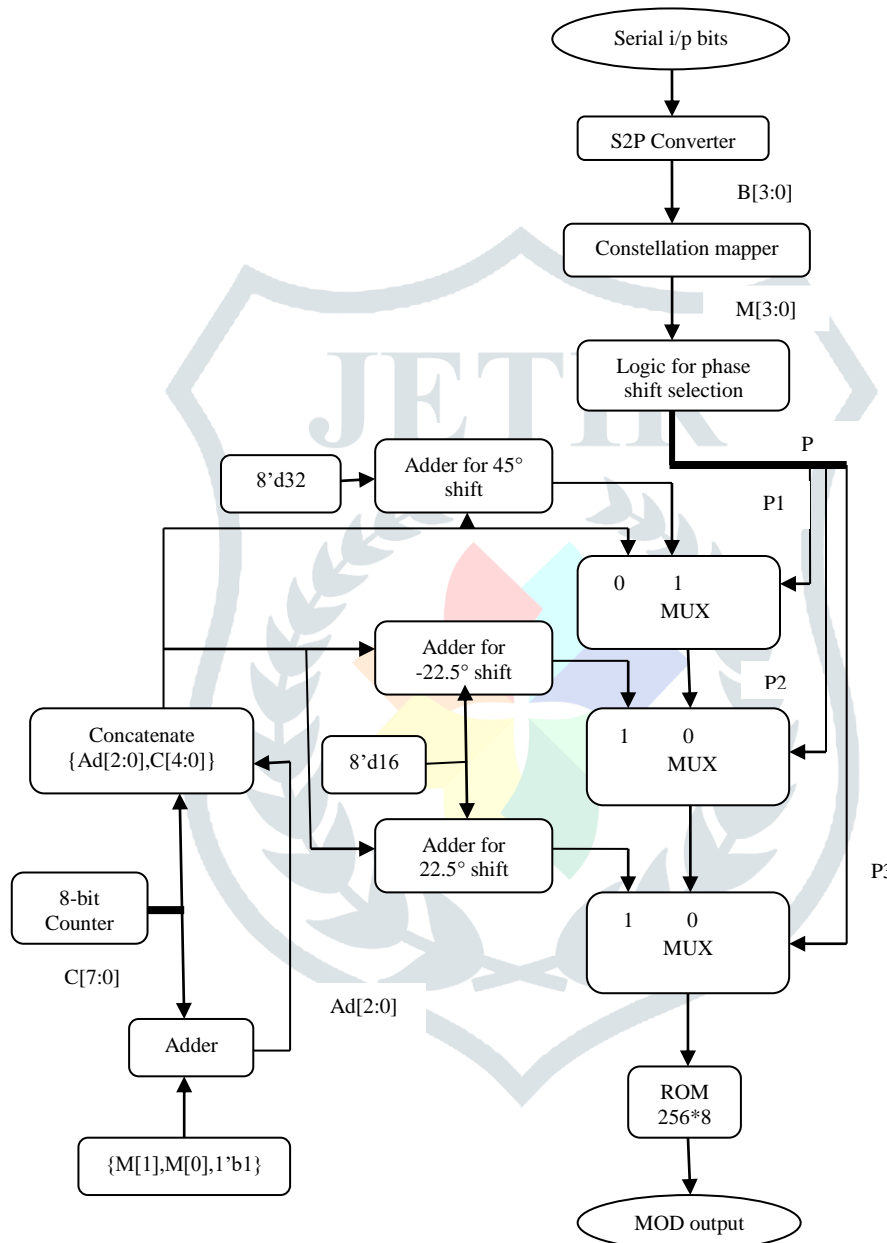 Serial i/p bits
S2P Converter
B[3:0]
Constellation mapper
M[3:0]
JETIR
Logic for phase
shift selection
P
8'd32
Adder for 45°
shift
P1
0 1
MUX
Adder for
-22.5° shift
P2
Concatenate
{Ad[2:0],C[4:0]}
8'd16
1 0
MUX
Adder for
22.5° shift
P3
8-bit
Counter
1 0
MUX
C[7:0]
Ad[2:0]
Adder
ROM
256*8
{M[1],M[0],1'b1}
MOD output